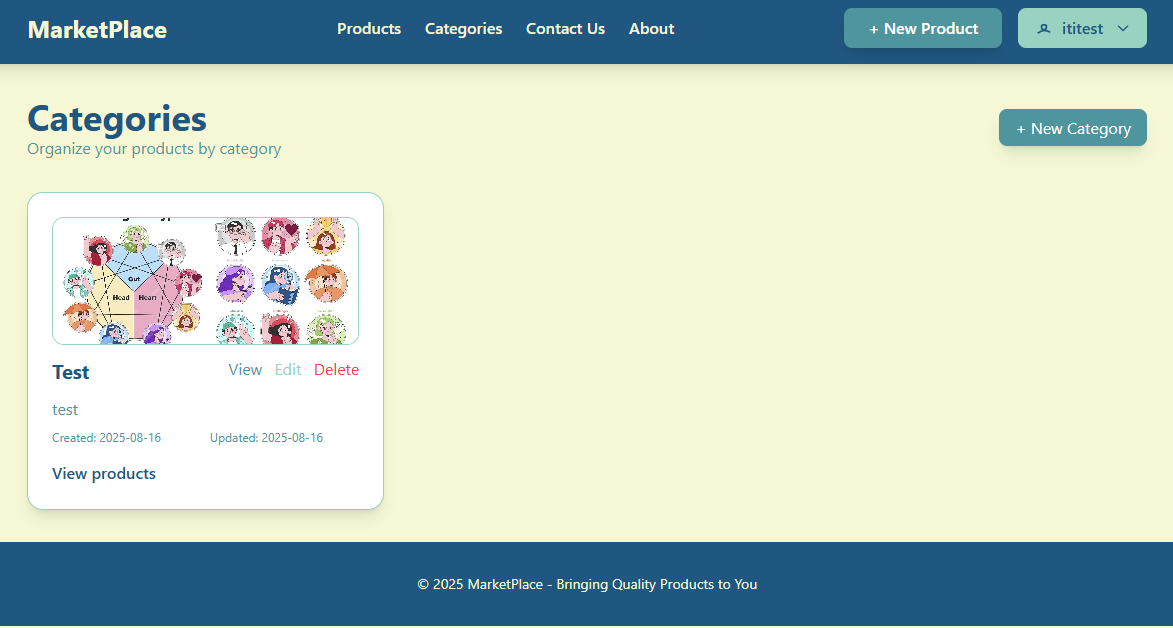 MarketPlace
Products Categories Contact Us About
+ New Product
ititest
Categories
Organize your products by category
+ New Category
Gut
Head Heart
Test
View Edit Delete
test
Created: 2025-08-16 Updated: 2025-08-16
View products
© 2025 MarketPlace - Bringing Quality Products to You